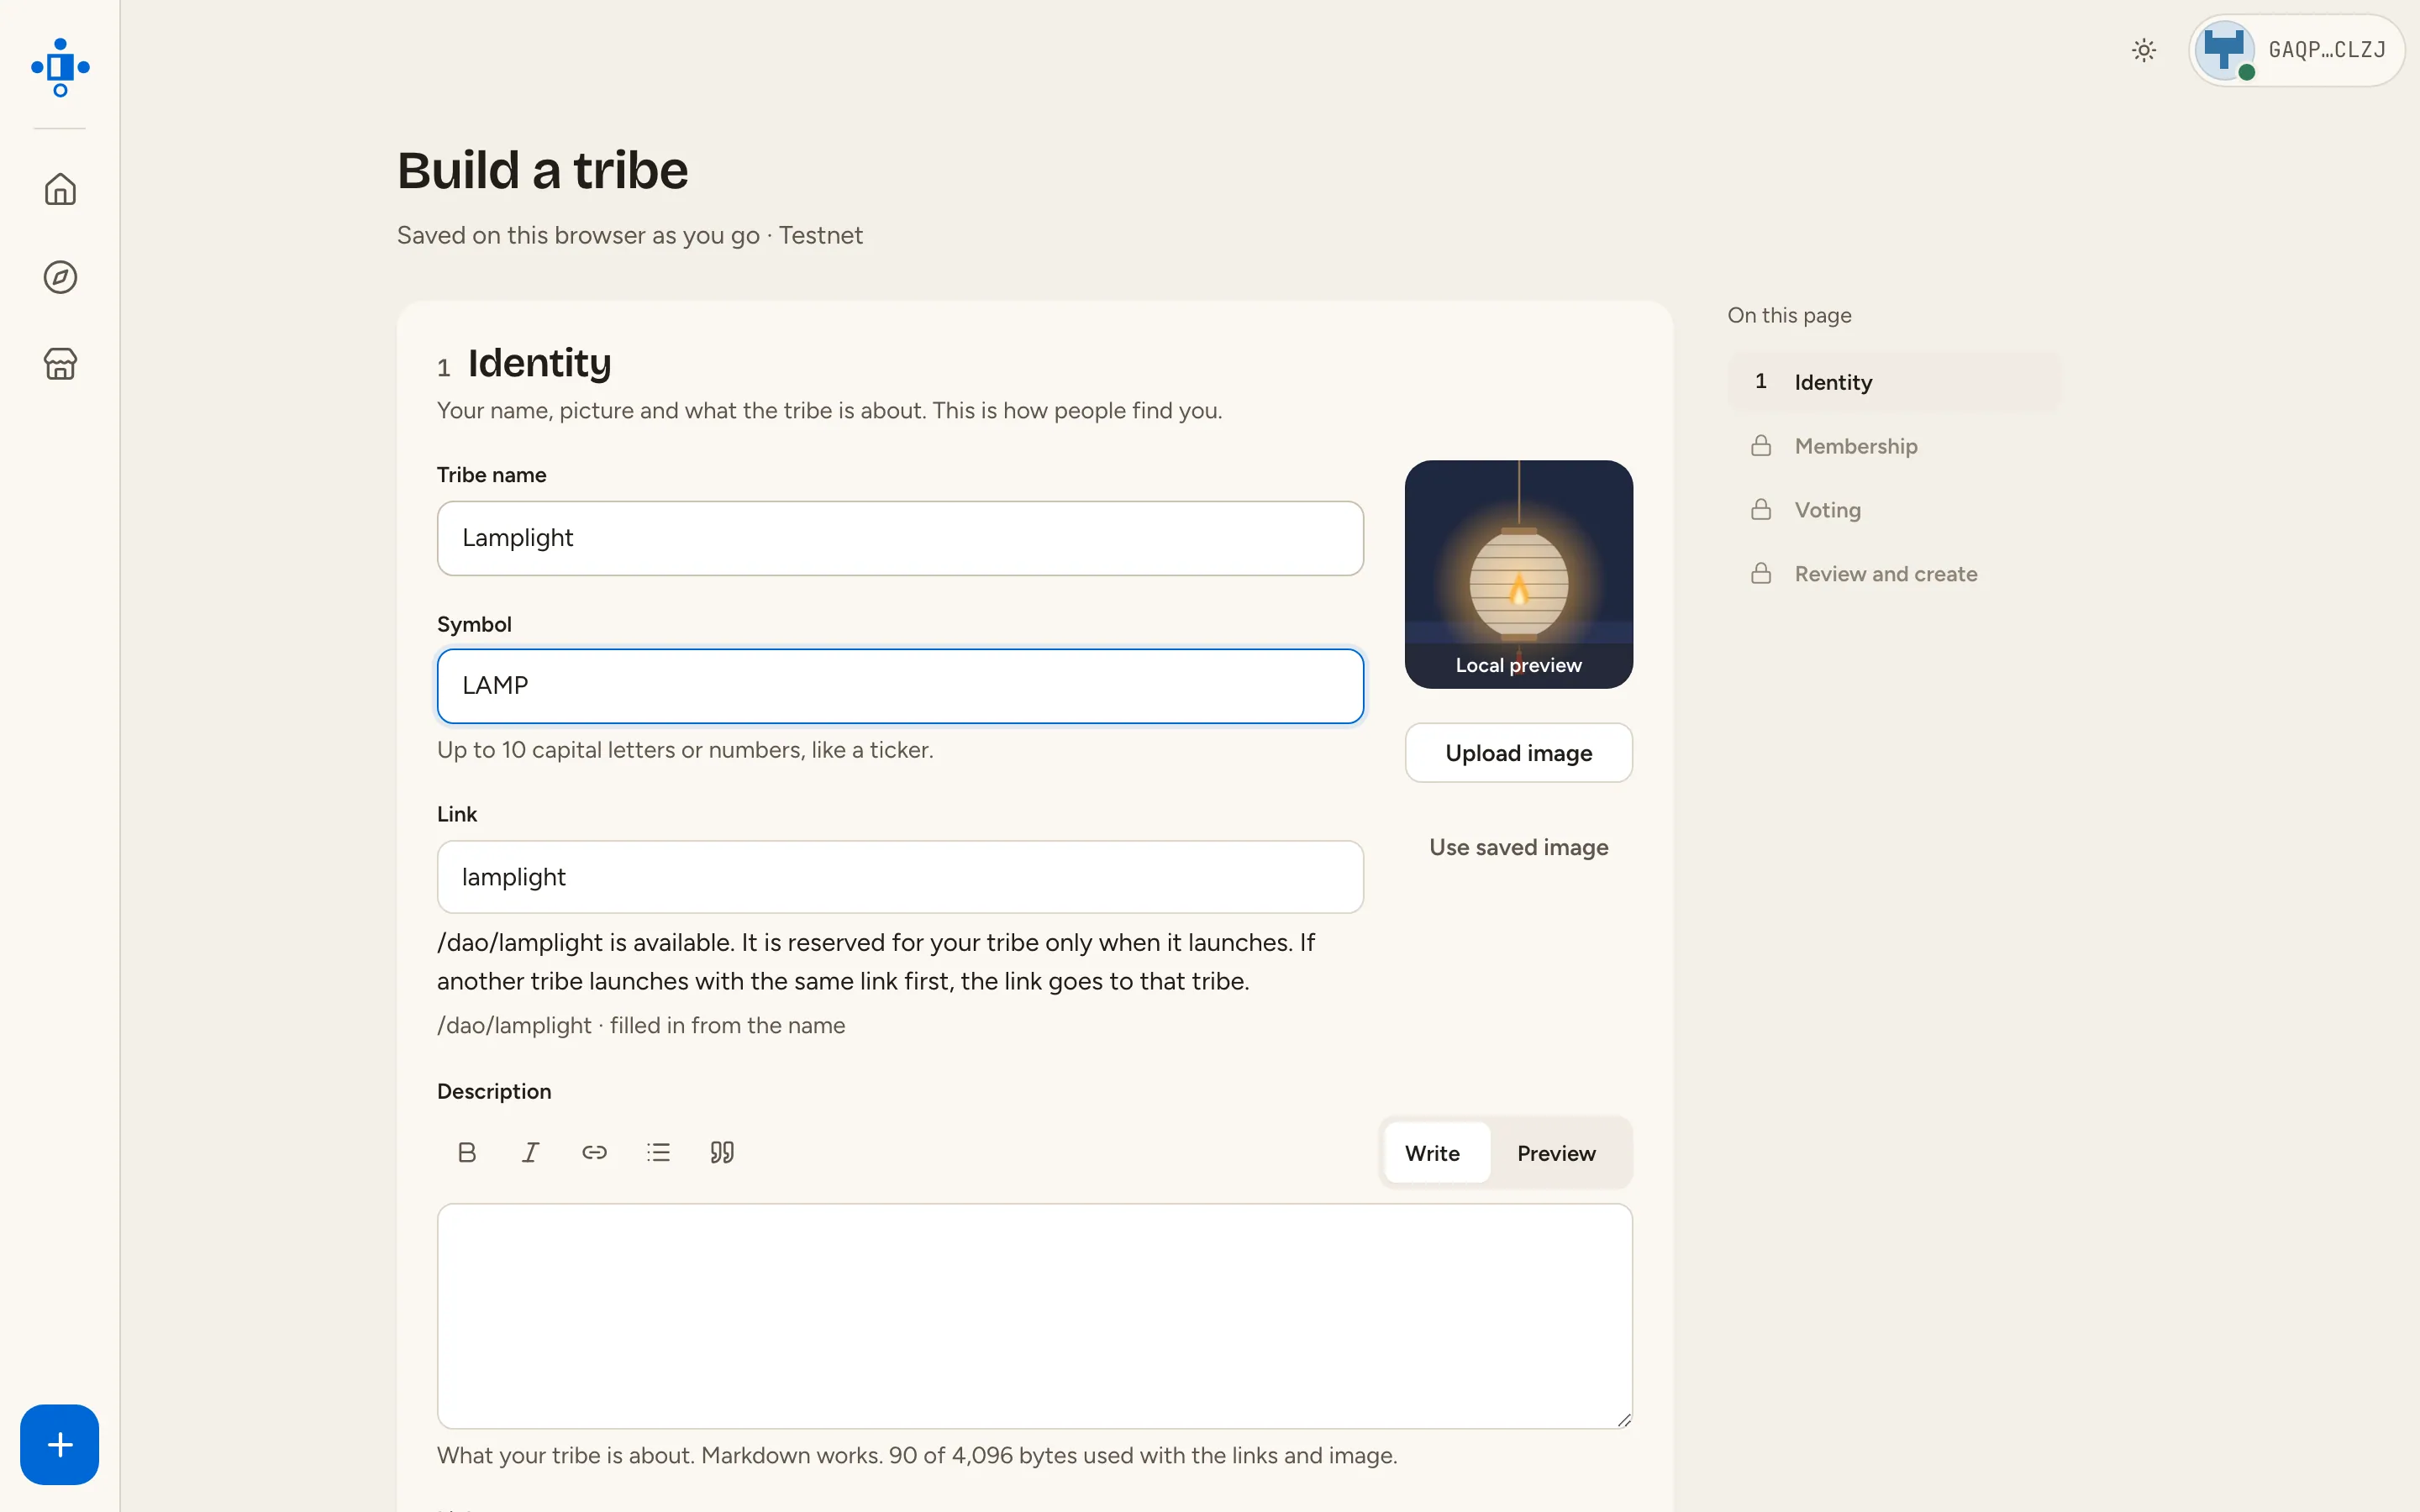 GAQP…CLZJ
Build a tribe
Saved on this browser as you go · Testnet
1 Identity
Your name, picture and what the tribe is about. This is how people find you.
Tribe name
Lamplight
Symbol
LAMP
Up to 10 capital letters or numbers, like a ticker.
Link
lamplight
/dao/lamplight is available. It is reserved for your tribe only when it launches. If
another tribe launches with the same link first, the link goes to that tribe.
/dao/lamplight · filled in from the name
Local preview
Upload image
Use saved image
Description
Write Preview
What your tribe is about. Markdown works. 90 of 4,096 bytes used with the links and image.
On this page
1 Identity
Membership
Voting
Review and create